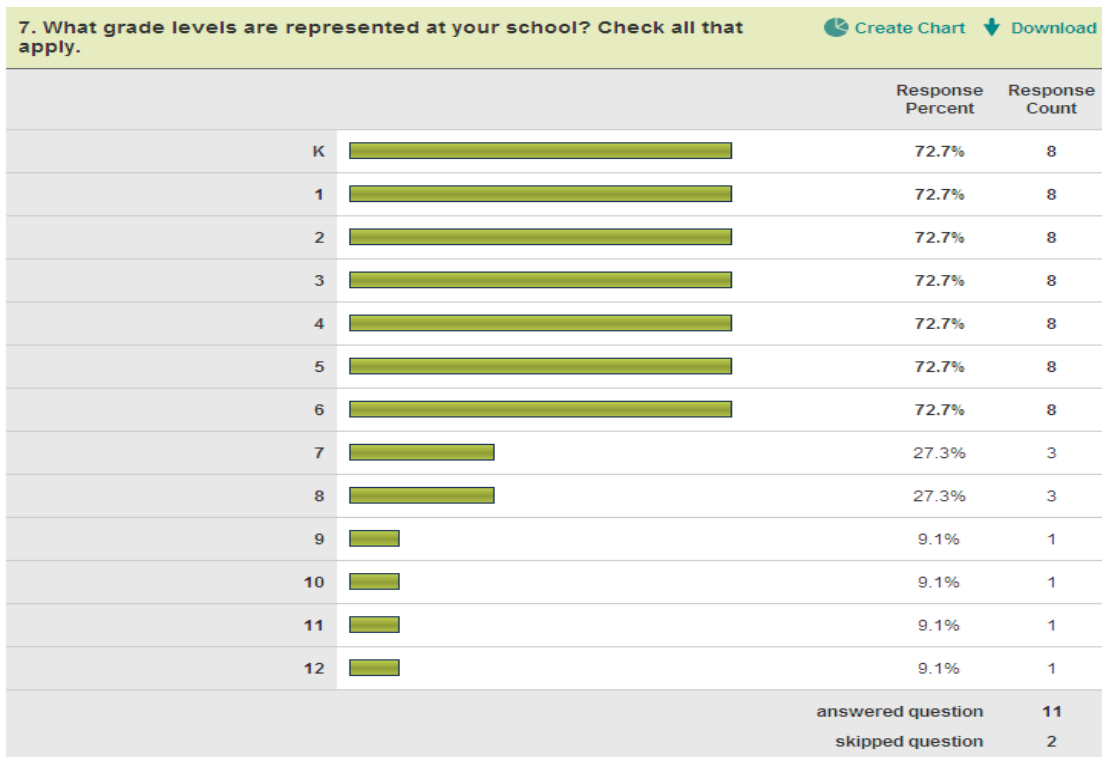 7. What grade levels are represented at your school? Check all that
apply.
Create Chart Download
Response Percent Response Count
K 72.7% 8
1 72.7% 8
2 72.7% 8
3 72.7% 8
4 72.7% 8
5 72.7% 8
6 72.7% 8
7 27.3% 3
8 27.3% 3
9 9.1% 1
10 9.1% 1
11 9.1% 1
12 9.1% 1
answered question 11
skipped question 2